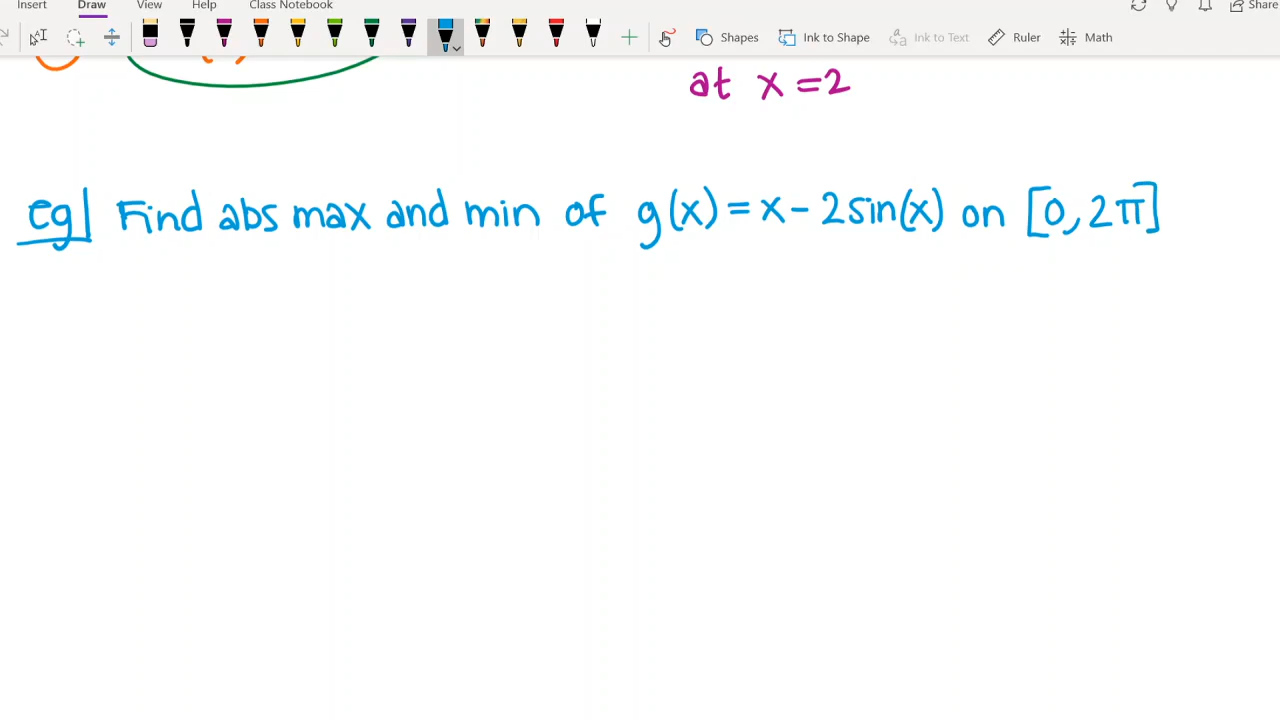 Insert Draw View Help Class Notebook Share
Shapes Ink to Shape Ink to Text Ruler Math
at x = 2
eg| Find abs max and min of g(x) = x - 2sin(x) on [0, 2π]